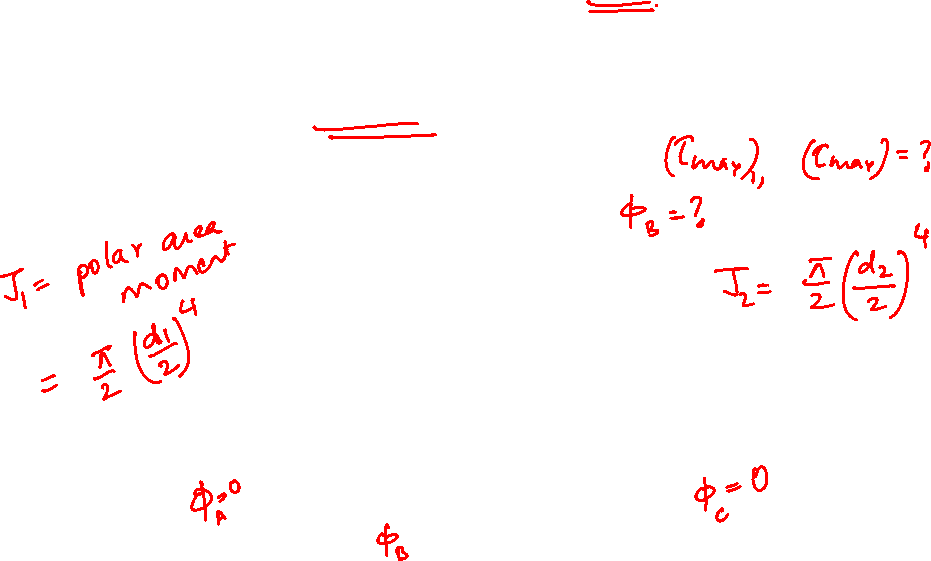 (τmax)1, (τmax) = ?
ϕB = ?
J1 = polar area
moment
J2 = π/2 (d2/2)^4
= π/2 (d1/2)^4
ϕA = 0
ϕC = 0
ϕB